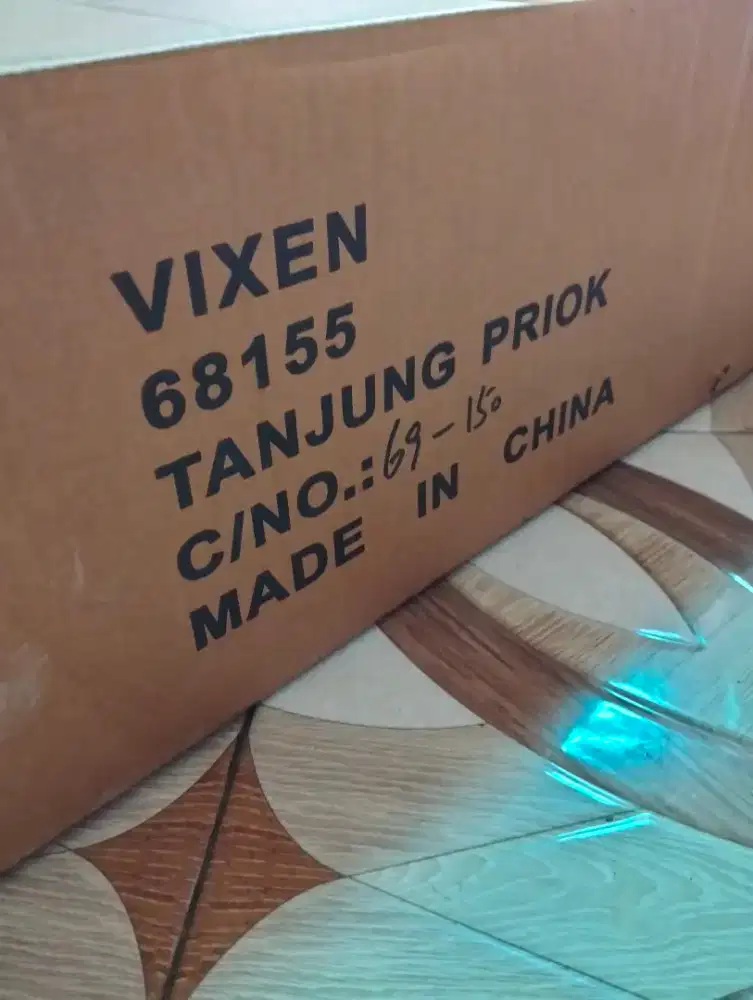 VIXEN
68155
TANJUNG PRIOK
C/NO.: 69-150
MADE IN CHINA